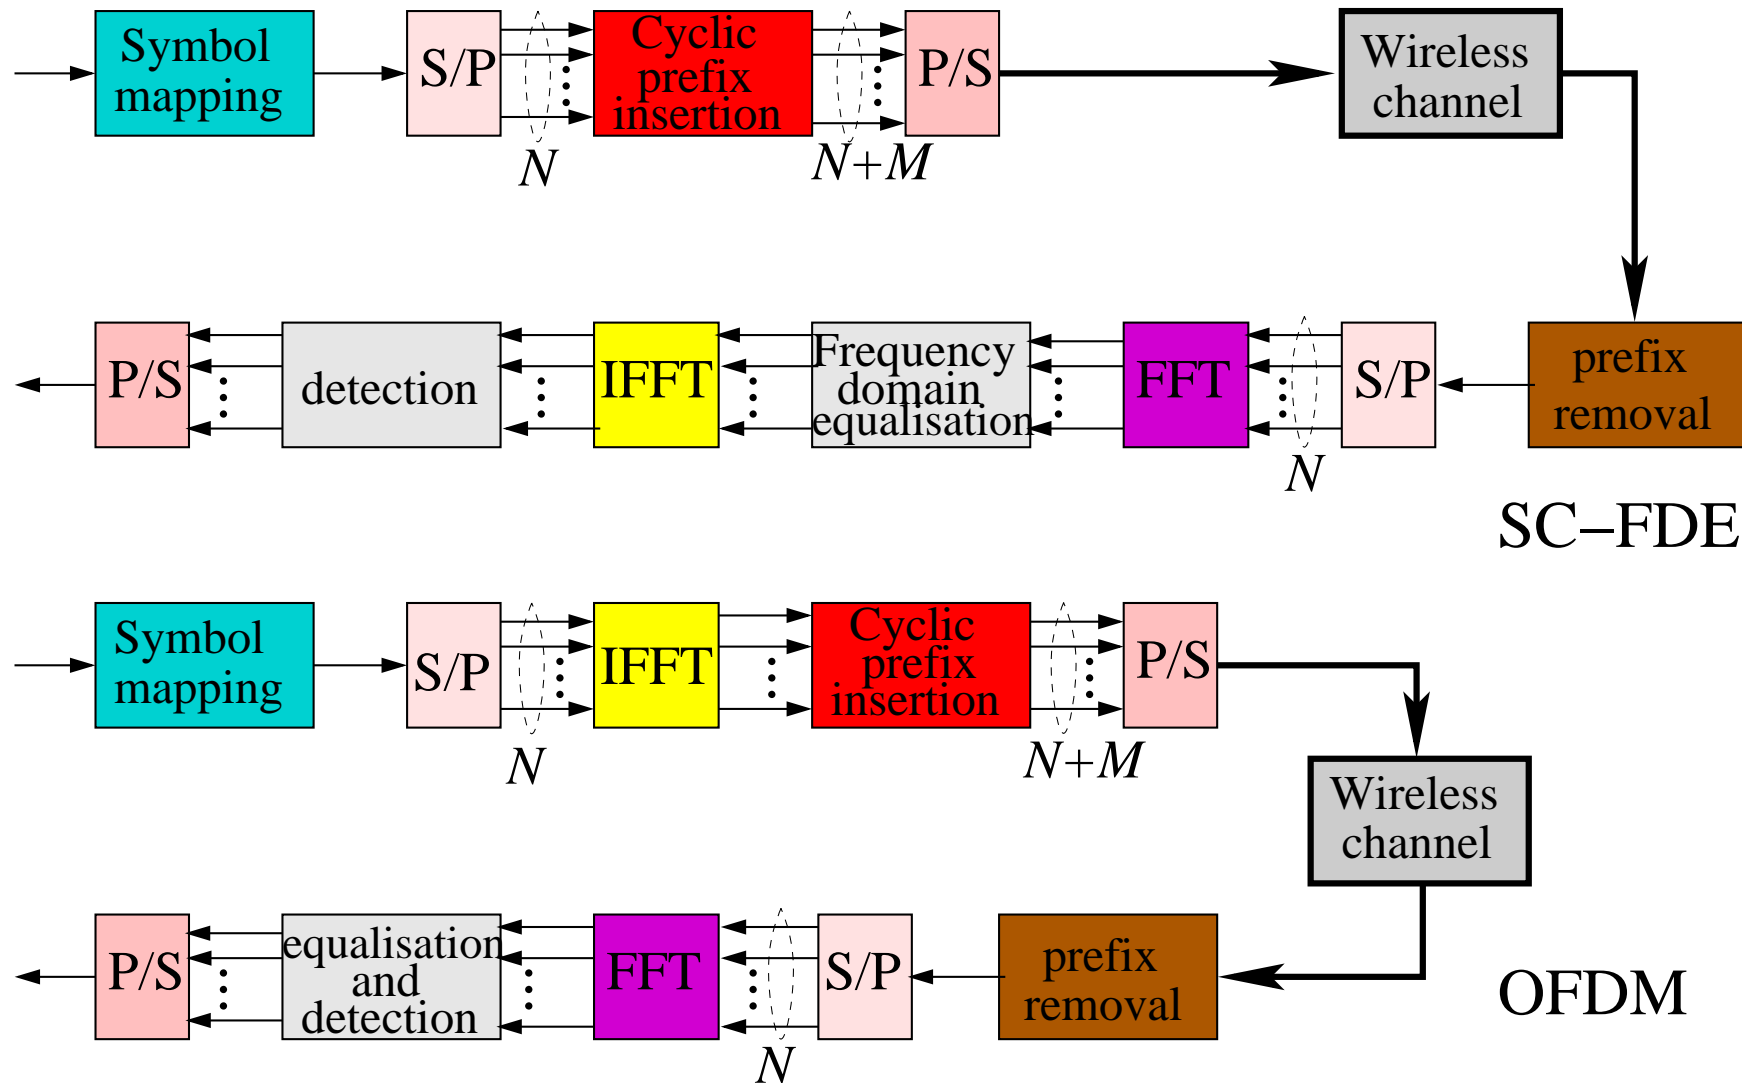 Symbol
mapping
S/P
N
Cyclic
prefix
insertion
N+M
P/S
Wireless
channel
P/S
detection
IFFT
Frequency
domain
equalisation
FFT
N
S/P
prefix
removal
SC–FDE
Symbol
mapping
S/P
N
IFFT
Cyclic
prefix
insertion
N+M
P/S
Wireless
channel
P/S
equalisation
and
detection
FFT
N
S/P
prefix
removal
OFDM